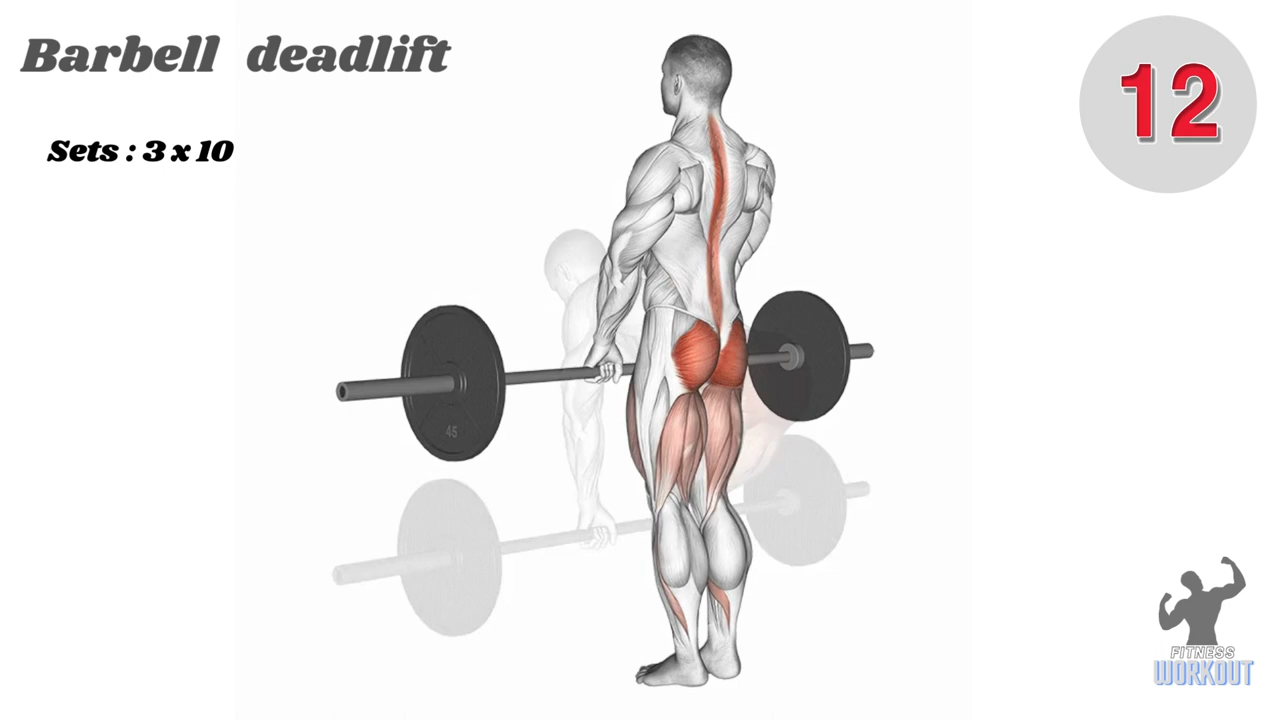 Barbell deadlift
12
Sets : 3 x 10
45
FITNESS
WORKOUT